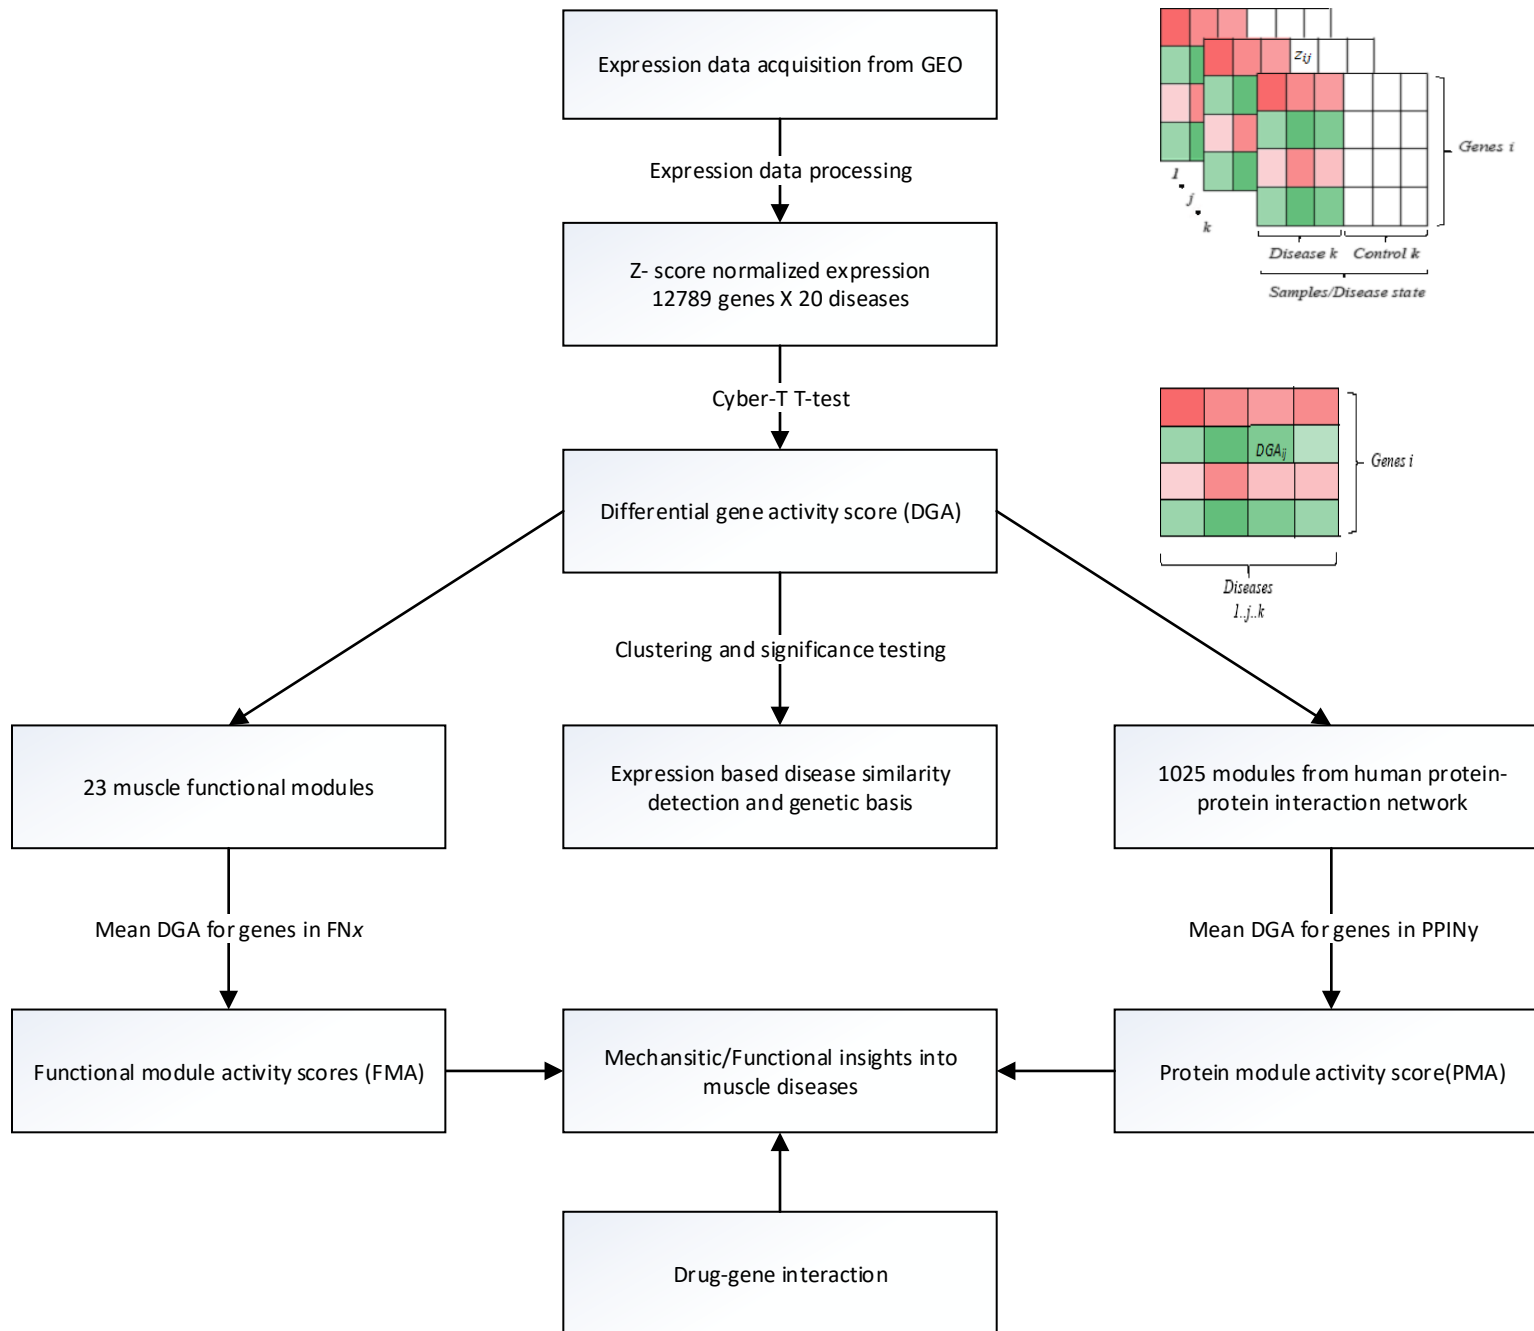 Expression data acquisition from GEO
Expression data processing
Z- score normalized expression
12789 genes X 20 diseases
Cyber-T T-test
Differential gene activity score (DGA)
Clustering and significance testing
23 muscle functional modules
Expression based disease similarity
detection and genetic basis
1025 modules from human protein-
protein interaction network
Mean DGA for genes in FNx
Mean DGA for genes in PPINy
Functional module activity scores (FMA)
Mechansitic/Functional insights into
muscle diseases
Protein module activity score(PMA)
Drug-gene interaction
zij
Genes i
1
j
k
Disease k
Control k
Samples/Disease state
DGAij
Genes i
Diseases
1..j..k